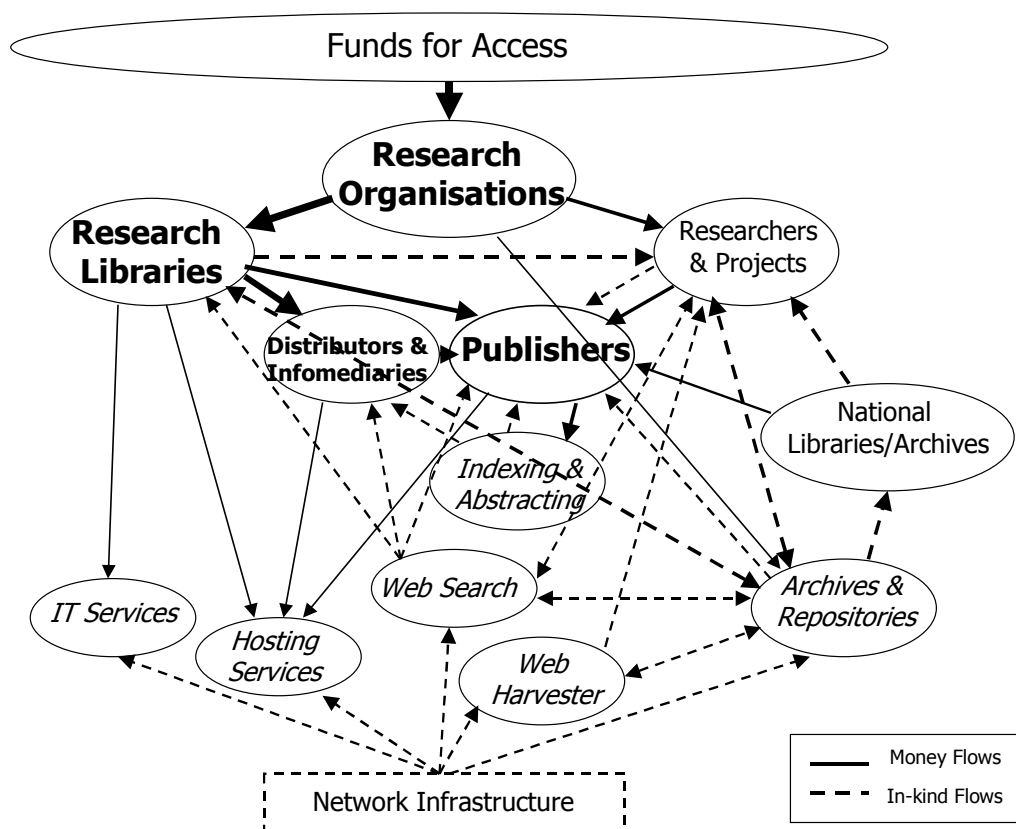 Funds for Access
Research
Organisations
Research
Libraries
Researchers
& Projects
Distributors &
Infomediaries
Publishers
National
Libraries/Archives
Indexing &
Abstracting
Web Search
Archives &
Repositories
IT Services
Hosting
Services
Web
Harvester
Network Infrastructure
Money Flows
In-kind Flows